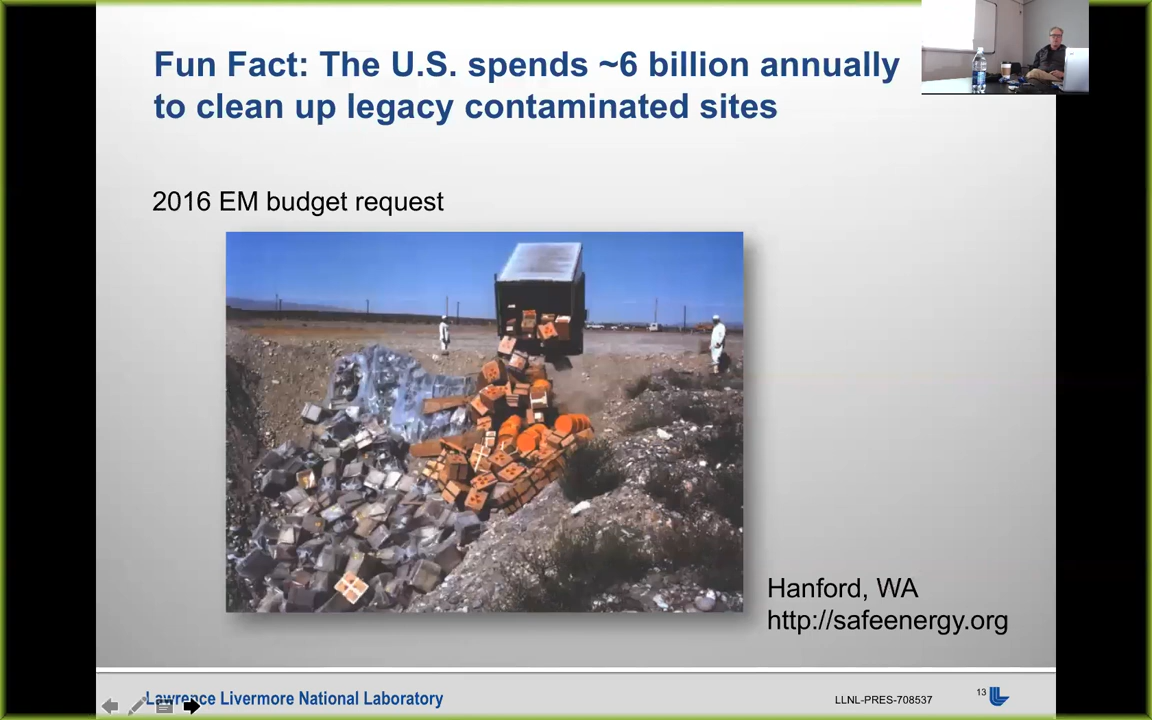 Fun Fact: The U.S. spends ~6 billion annually
to clean up legacy contaminated sites
2016 EM budget request
Hanford, WA
http://safeenergy.org
Lawrence Livermore National Laboratory
LLNL-PRES-708537
13